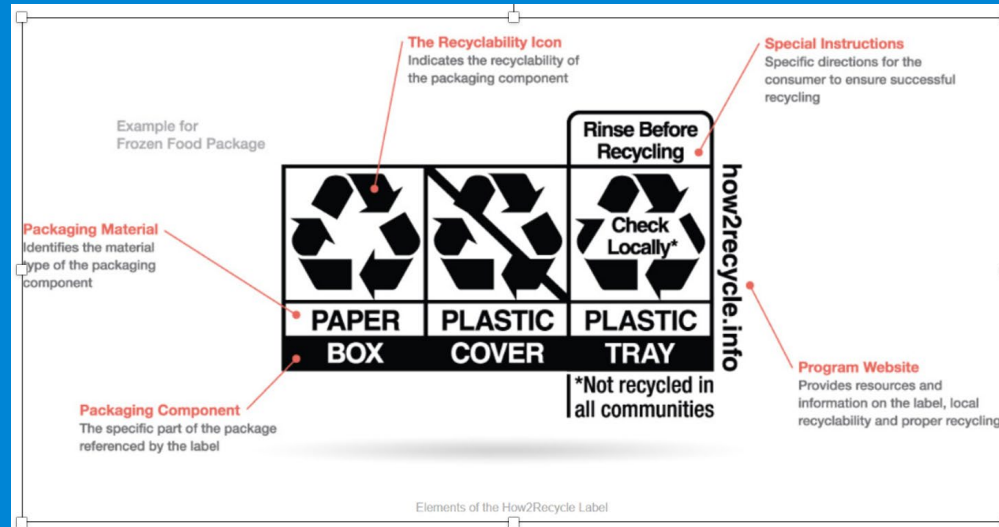 The Recyclability Icon
Indicates the recyclability of
the packaging component
Special Instructions
Specific directions for the
consumer to ensure successful
recycling
Example for
Frozen Food Package
Rinse Before
Recycling
Check
Locally*
how2recycle.info
Packaging Material
Identifies the material
type of the packaging
component
PAPER
PLASTIC
PLASTIC
BOX
COVER
TRAY
*Not recycled in
all communities
Program Website
Provides resources and
information on the label, local
recyclability and proper recycling
Packaging Component
The specific part of the package
referenced by the label
Elements of the How2Recycle Label